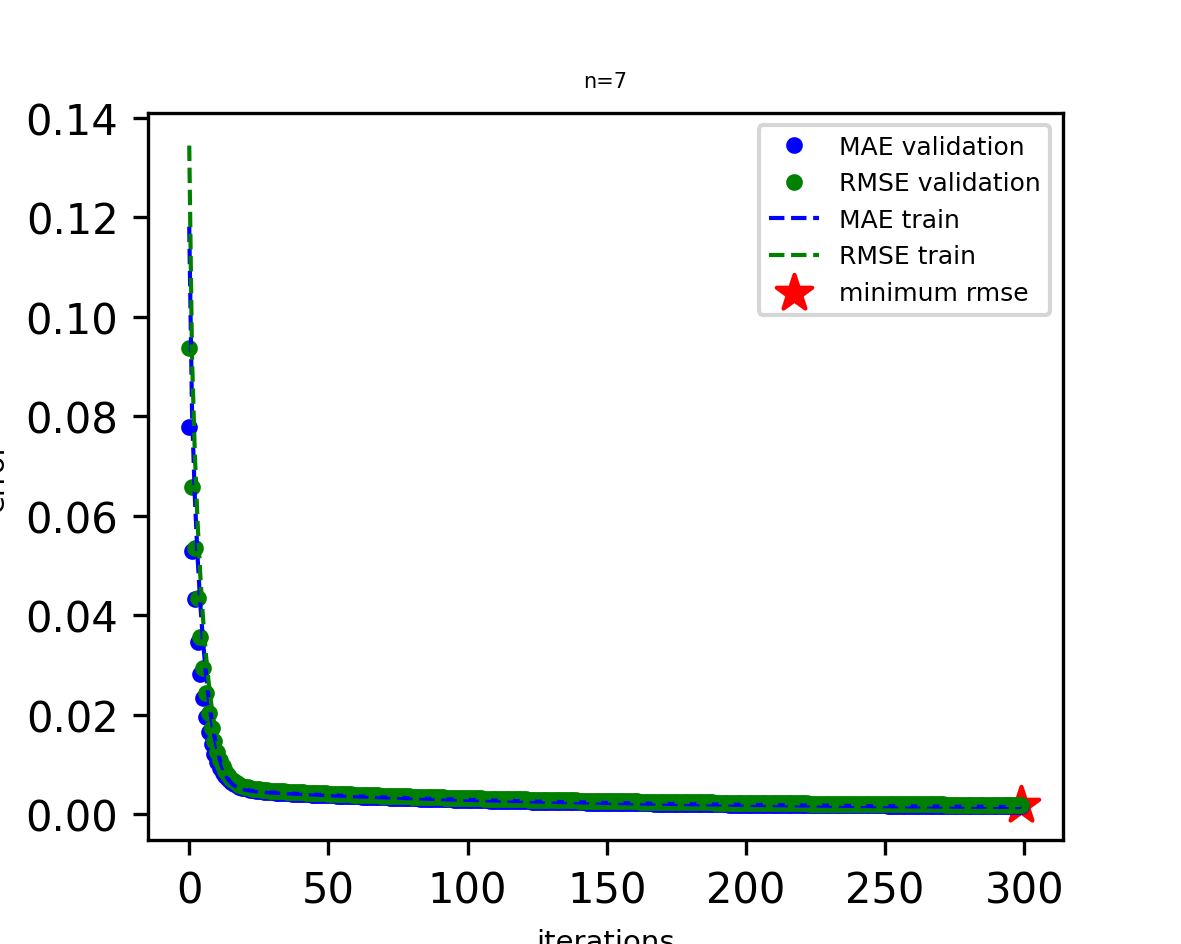 n=7
0.14
0.12
0.10
0.08
0.06
0.04
0.02
0.00
MAE validation
RMSE validation
MAE train
RMSE train
minimum rmse
0 50 100 150 200 250 300
iterations